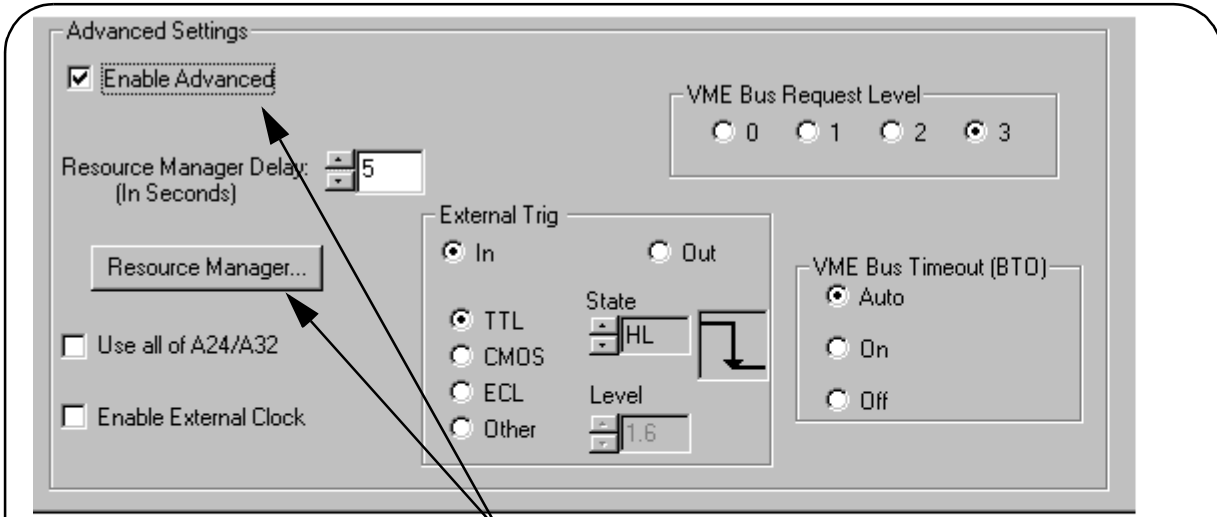 Advanced Settings
Enable Advanced
VME Bus Request Level
0 1 2 3
Resource Manager Delay:
(In Seconds)
5
External Trig
In Out
Resource Manager...
VME Bus Timeout (BTO)
Auto
On
Off
State
HL
TTL
CMOS
ECL
Other
Level
1.6
Use all of A24/A32
Enable External Clock